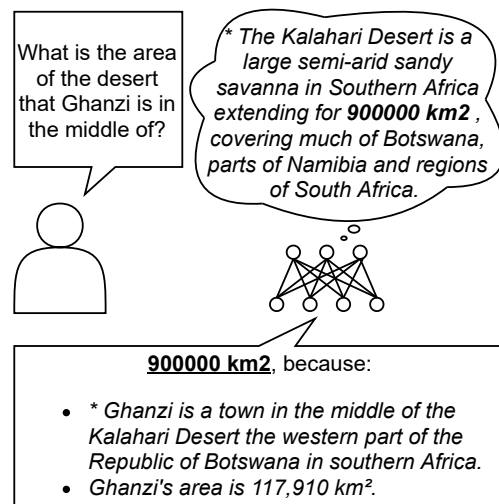 What is the area
of the desert
that Ghanzi is in
the middle of?
* The Kalahari Desert is a
large semi-arid sandy
savanna in Southern Africa
extending for 900000 km2 ,
covering much of Botswana,
parts of Namibia and regions
of South Africa.
900000 km2, because:
• * Ghanzi is a town in the middle of the
Kalahari Desert the western part of the
Republic of Botswana in southern Africa.
• Ghanzi's area is 117,910 km².